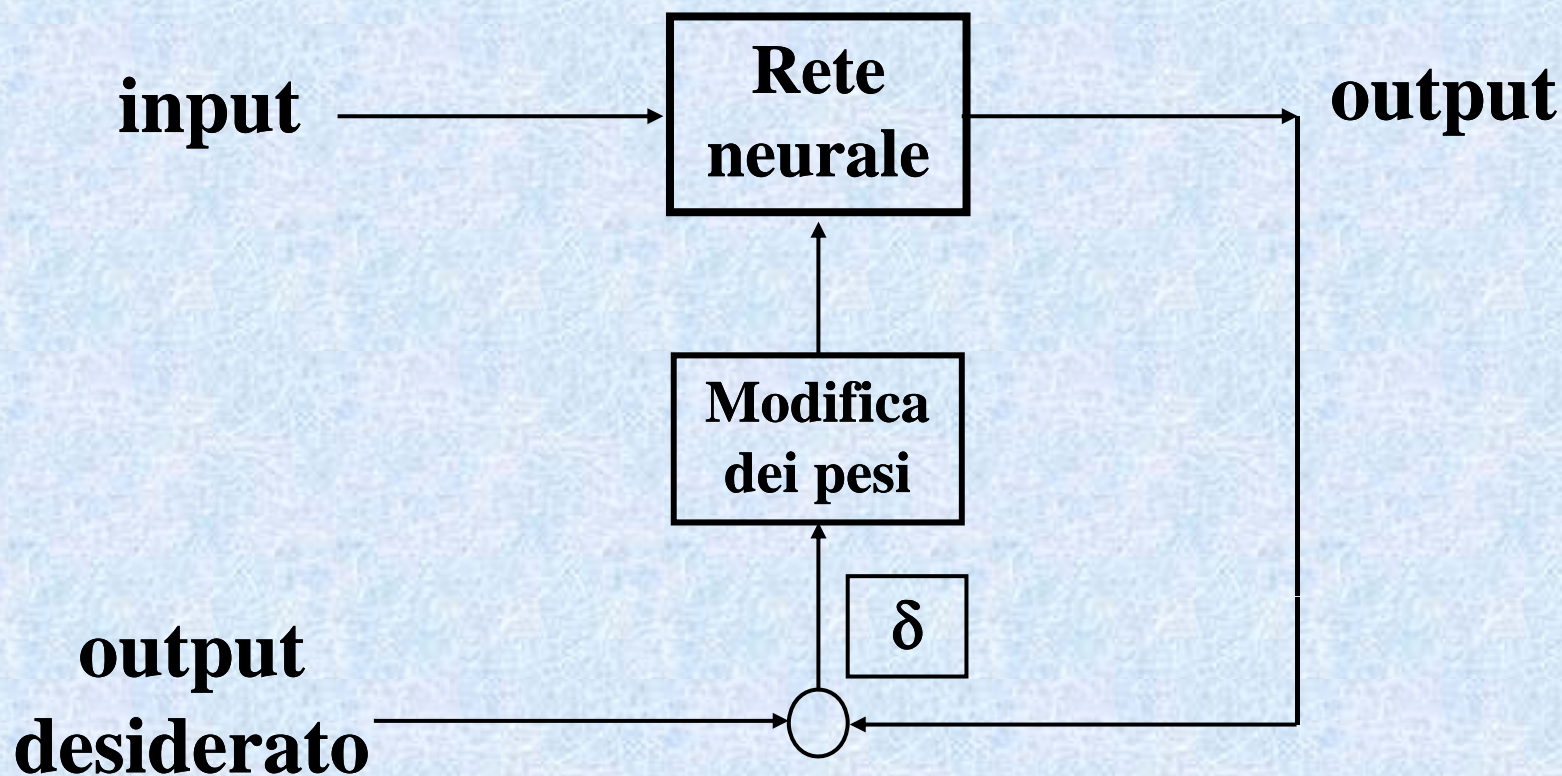 input
Rete
neurale
output
Modifica
dei pesi
δ
output
desiderato